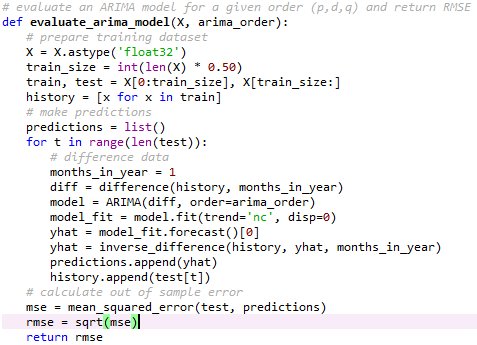 # evaluate an ARIMA model for a given order (p,d,q) and return RMSE
def evaluate_arima_model(X, arima_order):
    # prepare training dataset
    X = X.astype('float32')
    train_size = int(len(X) * 0.50)
    train, test = X[0:train_size], X[train_size:]
    history = [x for x in train]
    # make predictions
    predictions = list()
    for t in range(len(test)):
        # difference data
        months_in_year = 1
        diff = difference(history, months_in_year)
        model = ARIMA(diff, order=arima_order)
        model_fit = model.fit(trend='nc', disp=0)
        yhat = model_fit.forecast()[0]
        yhat = inverse_difference(history, yhat, months_in_year)
        predictions.append(yhat)
        history.append(test[t])
    # calculate out of sample error
    mse = mean_squared_error(test, predictions)
    rmse = sqrt(mse)
    return rmse